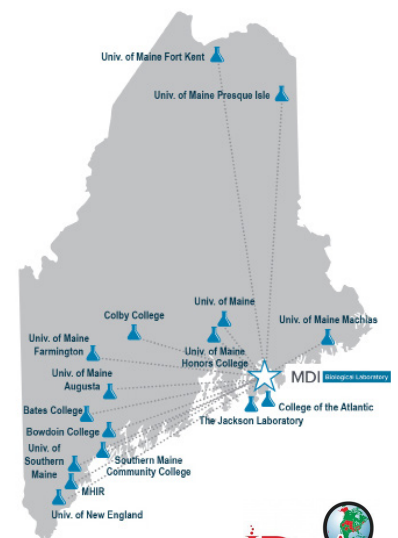 Univ. of Maine Fort Kent
Univ. of Maine Presque Isle
Univ. of Maine
Colby College
Univ. of Maine Machias
Univ. of Maine
Farmington
Univ. of Maine
Honors College
Univ. of Maine
Augusta
MDI Biological Laboratory
Bates College
College of the Atlantic
The Jackson Laboratory
Bowdoin College
Univ. of
Southern
Maine
Southern Maine
Community College
MHIR
Univ. of New England